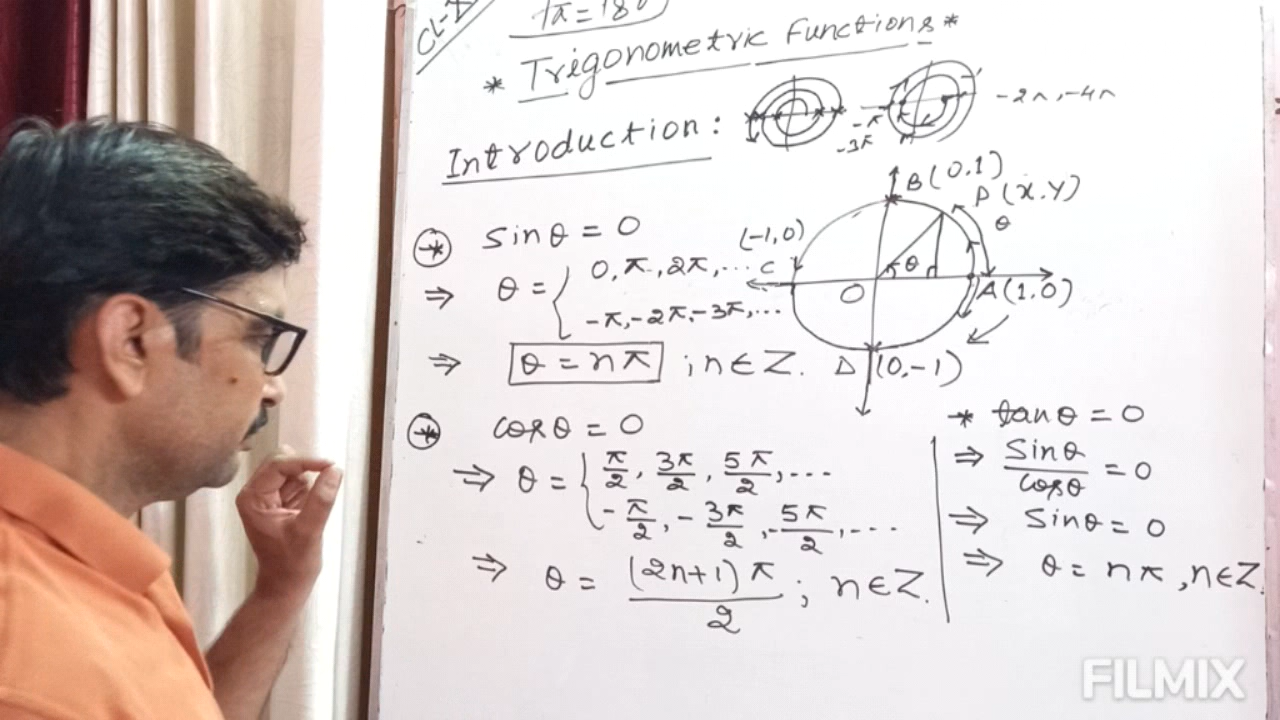 1π = 180
* Trigonometric Functions *
Introduction:
-π
-3π
-2π, -4π
B(0,1)
P(x,y)
θ
(-1,0)
C
O
θ
A(1,0)
D(0,-1)
* sinθ = 0
⇒ θ = { 0, π, 2π, ...
-π, -2π, -3π, ...
⇒ θ = nπ ; n∈Z.
* cosθ = 0
⇒ θ = { π/2, 3π/2, 5π/2, ...
-π/2, -3π/2, -5π/2, ...
⇒ θ = (2n+1)π/2 ; n∈Z.
* tanθ = 0
⇒ sinθ/cosθ = 0
⇒ sinθ = 0
⇒ θ = nπ, n∈Z.
FILMIX